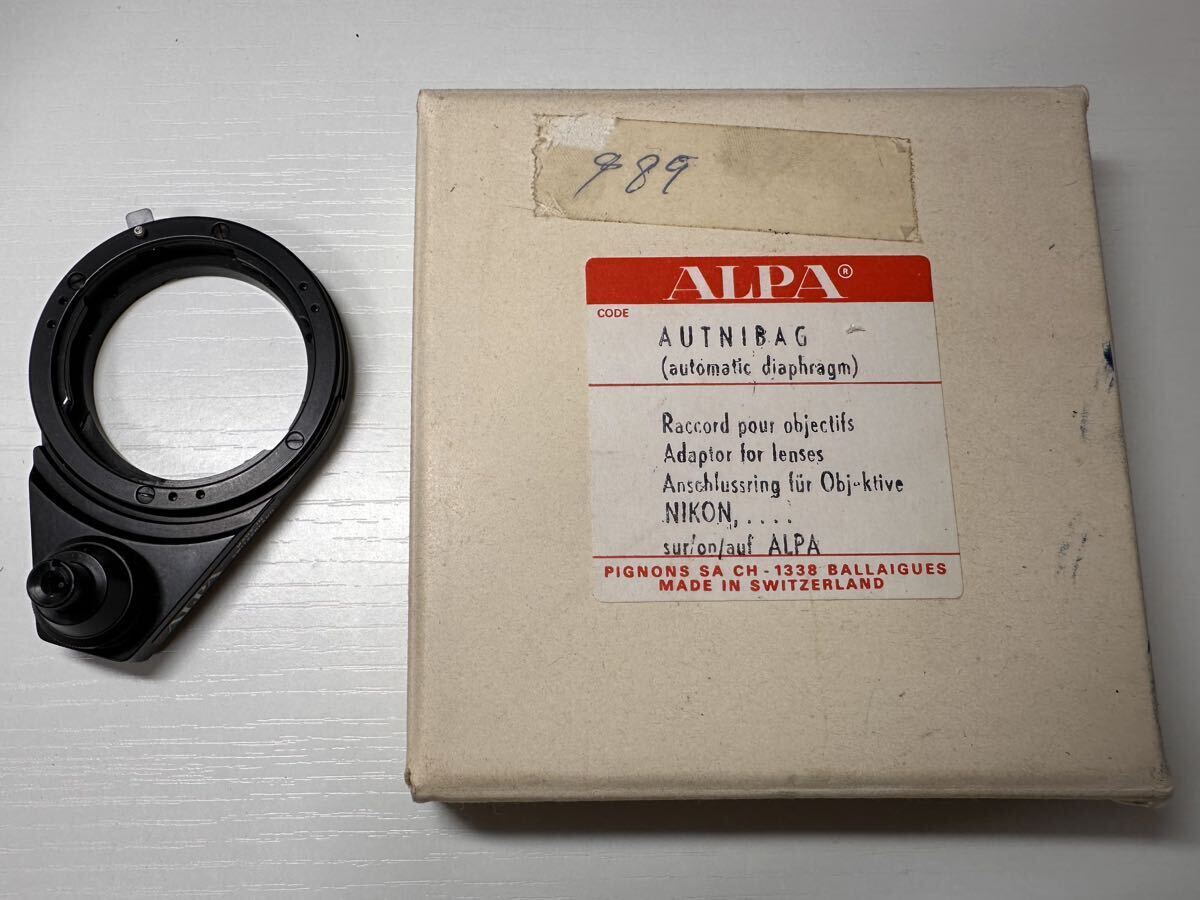 989
ALPA®
CODE
AUTNIBAG
(automatic diaphragm)
Raccord pour objectifs
Adaptor for lenses
Anschlussring für Obj-ktive
NIKON, ....
sur/on/auf ALPA
PIGNONS SA CH - 1338 BALLAIGUES
MADE IN SWITZERLAND
ALPA